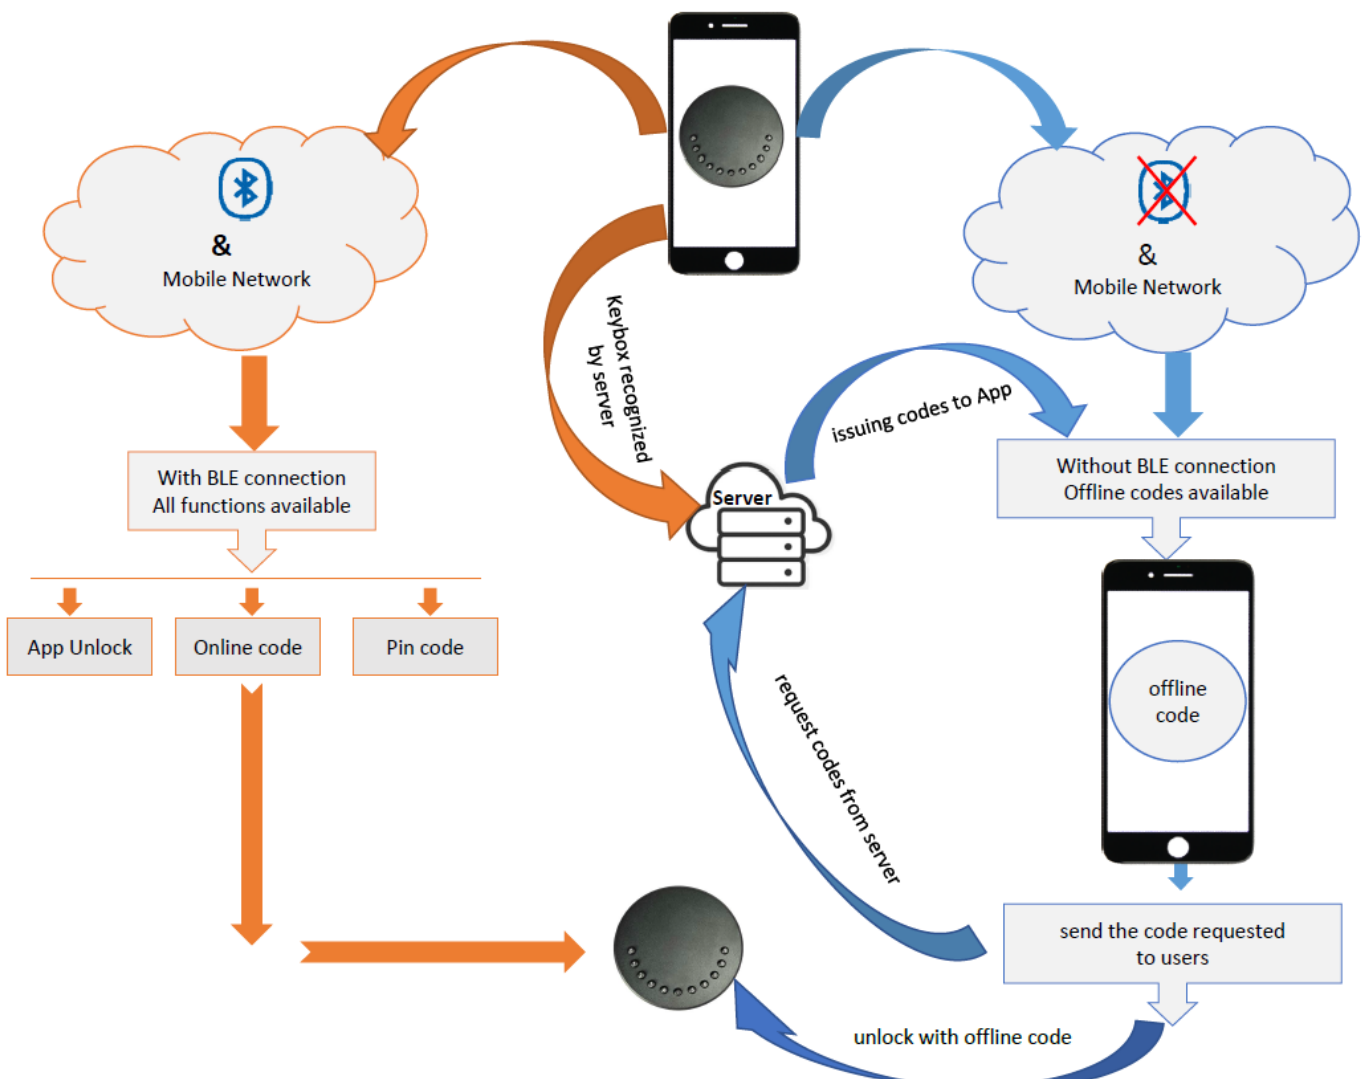 &
Mobile Network
&
Mobile Network
Keybox recognized
by server
issuing codes to App
With BLE connection
All functions available
Server
Without BLE connection
Offline codes available
App Unlock
Online code
Pin code
offline
code
request codes from server
send the code requested
to users
unlock with offline code